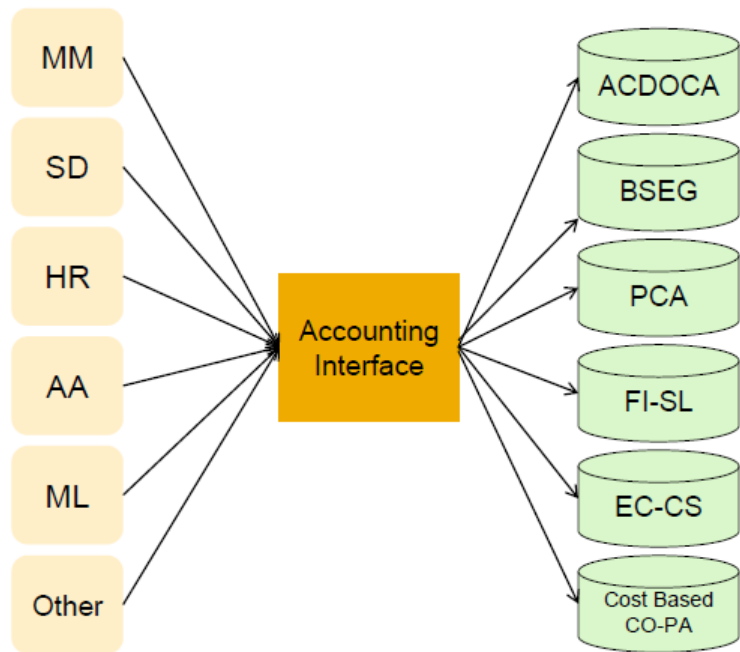 MM
SD
HR
AA
ML
Other
Accounting
Interface
ACDOCA
BSEG
PCA
FI-SL
EC-CS
Cost Based
CO-PA